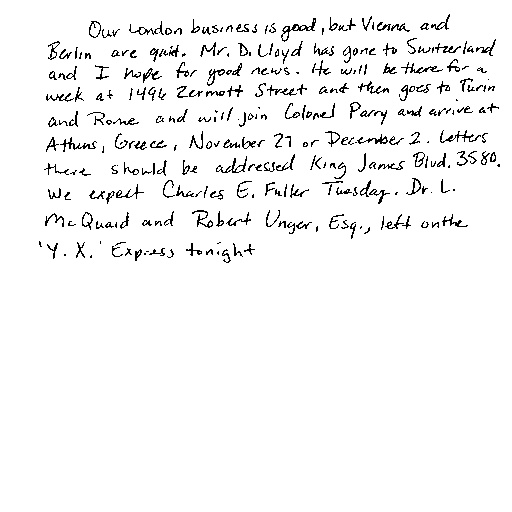 Our London business is good, but Vienna and
Berlin are quit. Mr. D. Lloyd has gone to Switzerland
and I hope for good news. He will be there for a
week at 1496 Zermott Street and then goes to Turin
and Rome and will join Colonel Parry and arrive at
Athens, Greece, November 27 or December 2. Letters
there should be addressed King James Blvd. 3580.
We expect Charles E. Fuller Tuesday. Dr. L.
McQuaid and Robert Unger, Esq., left on the
'Y. X.' Express tonight